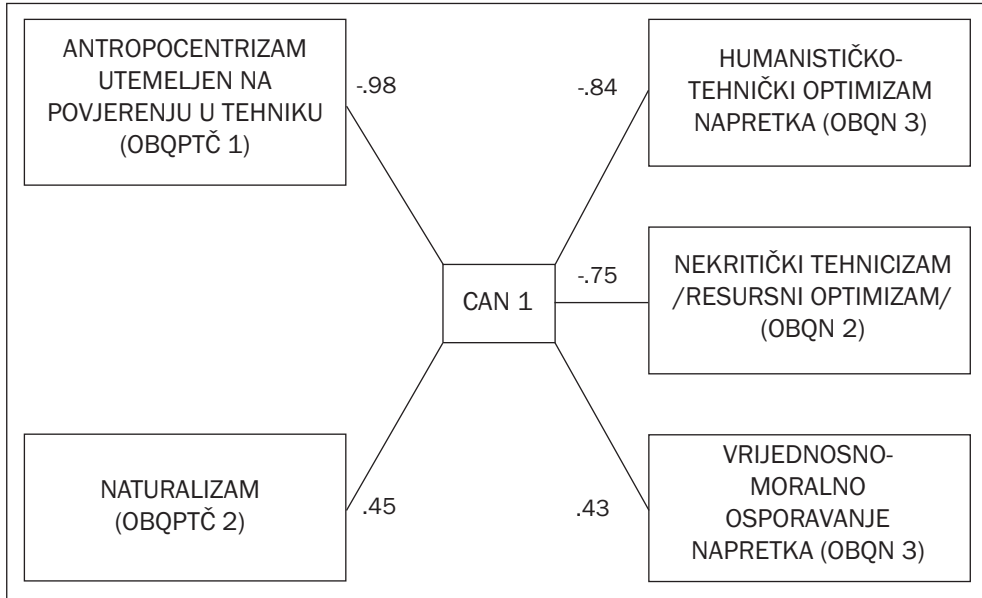 ANTROPOCENTRIZAM
UTEMELJEN NA
POVJERENJU U TEHNIKU
(OBQPTČ 1)
-.98
-.84
HUMANISTIČKO-
TEHNIČKI OPTIMIZAM
NAPRETKA (OBQN 3)
CAN 1
-.75
NEKRITIČKI TEHNICIZAM
/RESURSNI OPTIMIZAM/
(OBQN 2)
NATURALIZAM
(OBQPTČ 2)
.45
.43
VRIJEDNOSNO-
MORALNO
OSPORAVANJE
NAPRETKA (OBQN 3)